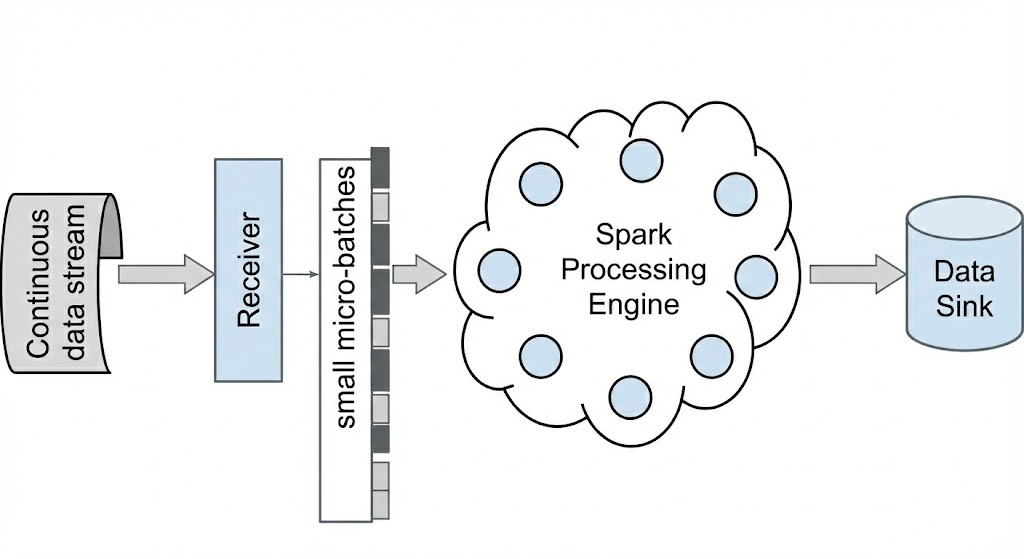 Continuous
data stream
Receiver
small micro-batches
Spark
Processing
Engine
Data
Sink